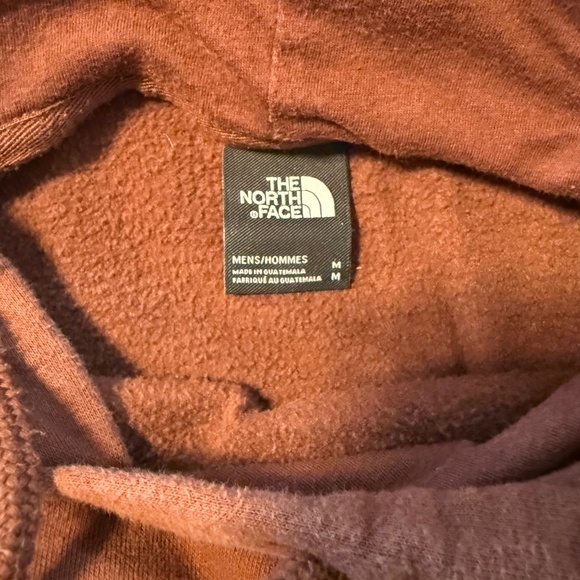 THE
NORTH
®FACE
MENS/HOMMES M
MADE IN GUATEMALA
FABRIQUÉ AU GUATEMALA M